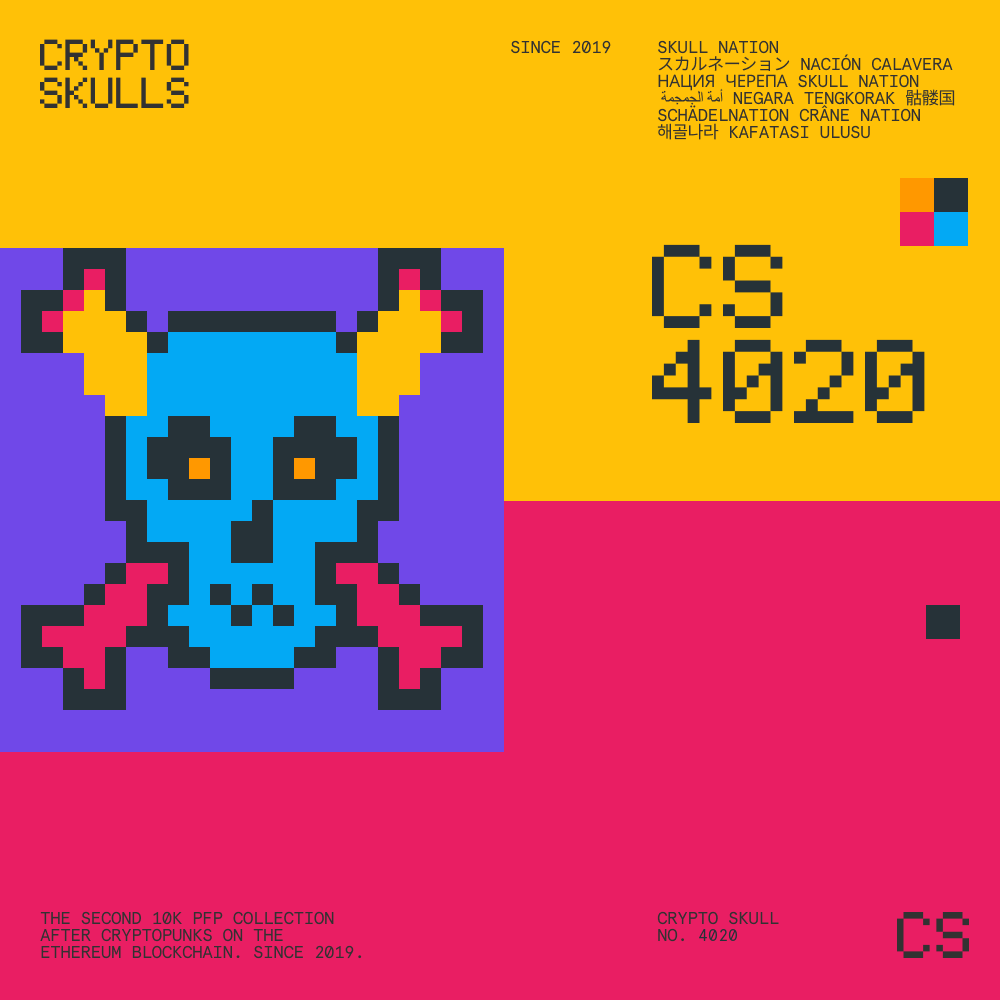 CRYPTO
SKULLS
SINCE 2019
SKULL NATION
スカルネーション NACIÓN CALAVERA
НАЦИЯ ЧЕРЕПА SKULL NATION
أمة الجمجمة NEGARA TENGKORAK 骷髅国
SCHÄDELNATION CRÂNE NATION
해골나라 KAFATASI ULUSU
CS
4020
THE SECOND 10K PFP COLLECTION
AFTER CRYPTOPUNKS ON THE
ETHEREUM BLOCKCHAIN. SINCE 2019.
CRYPTO SKULL
NO. 4020
CS